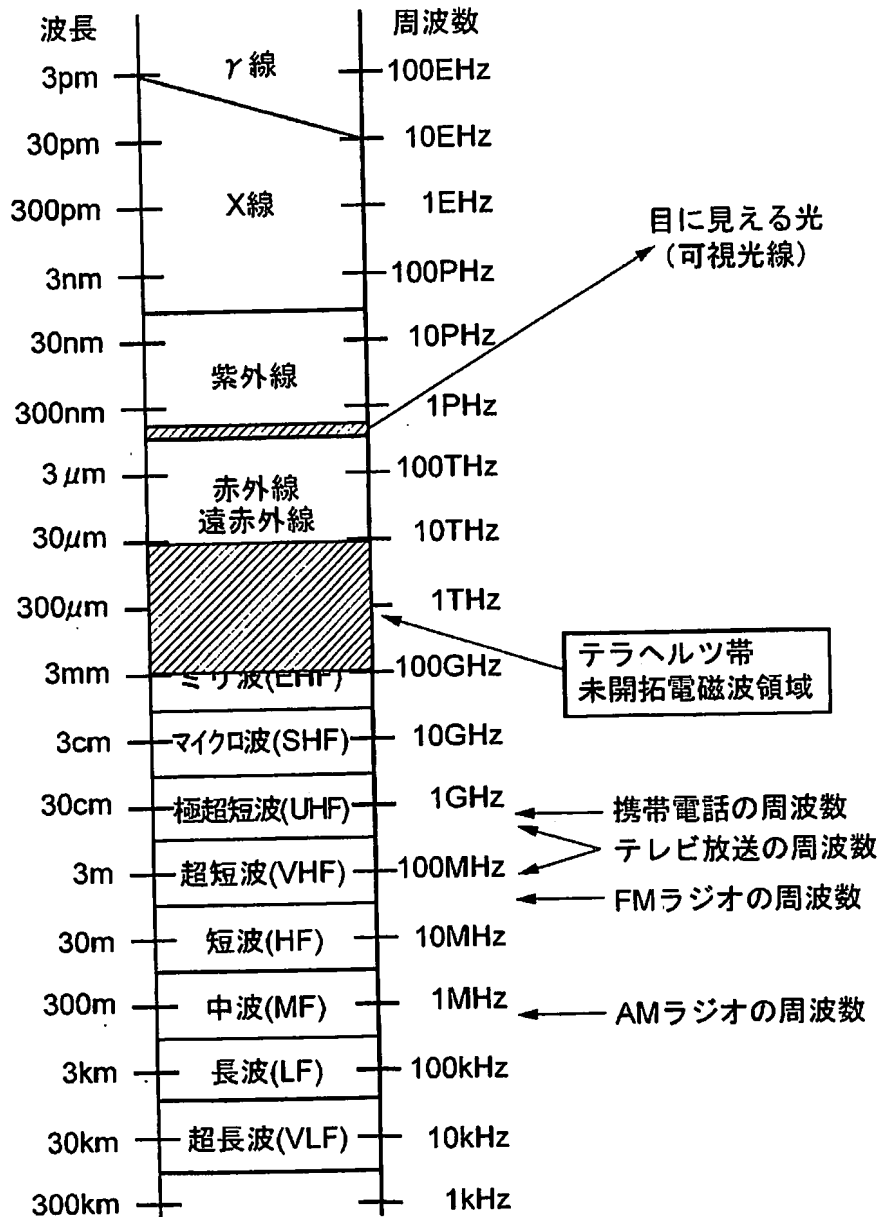 波長
周波数
γ線
3pm
100EHz
30pm
10EHz
300pm
X線
1EHz
3nm
100PHz
目に見える光
(可視光線)
30nm
10PHz
紫外線
300nm
1PHz
3μm
100THz
赤外線
遠赤外線
30μm
10THz
300μm
1THz
テラヘルツ帯
未開拓電磁波領域
3mm
ミリ波(EHF)
100GHz
3cm
マイクロ波(SHF)
10GHz
30cm
極超短波(UHF)
1GHz
携帯電話の周波数
テレビ放送の周波数
3m
超短波(VHF)
100MHz
FMラジオの周波数
30m
短波(HF)
10MHz
300m
中波(MF)
1MHz
AMラジオの周波数
3km
長波(LF)
100kHz
30km
超長波(VLF)
10kHz
300km
1kHz